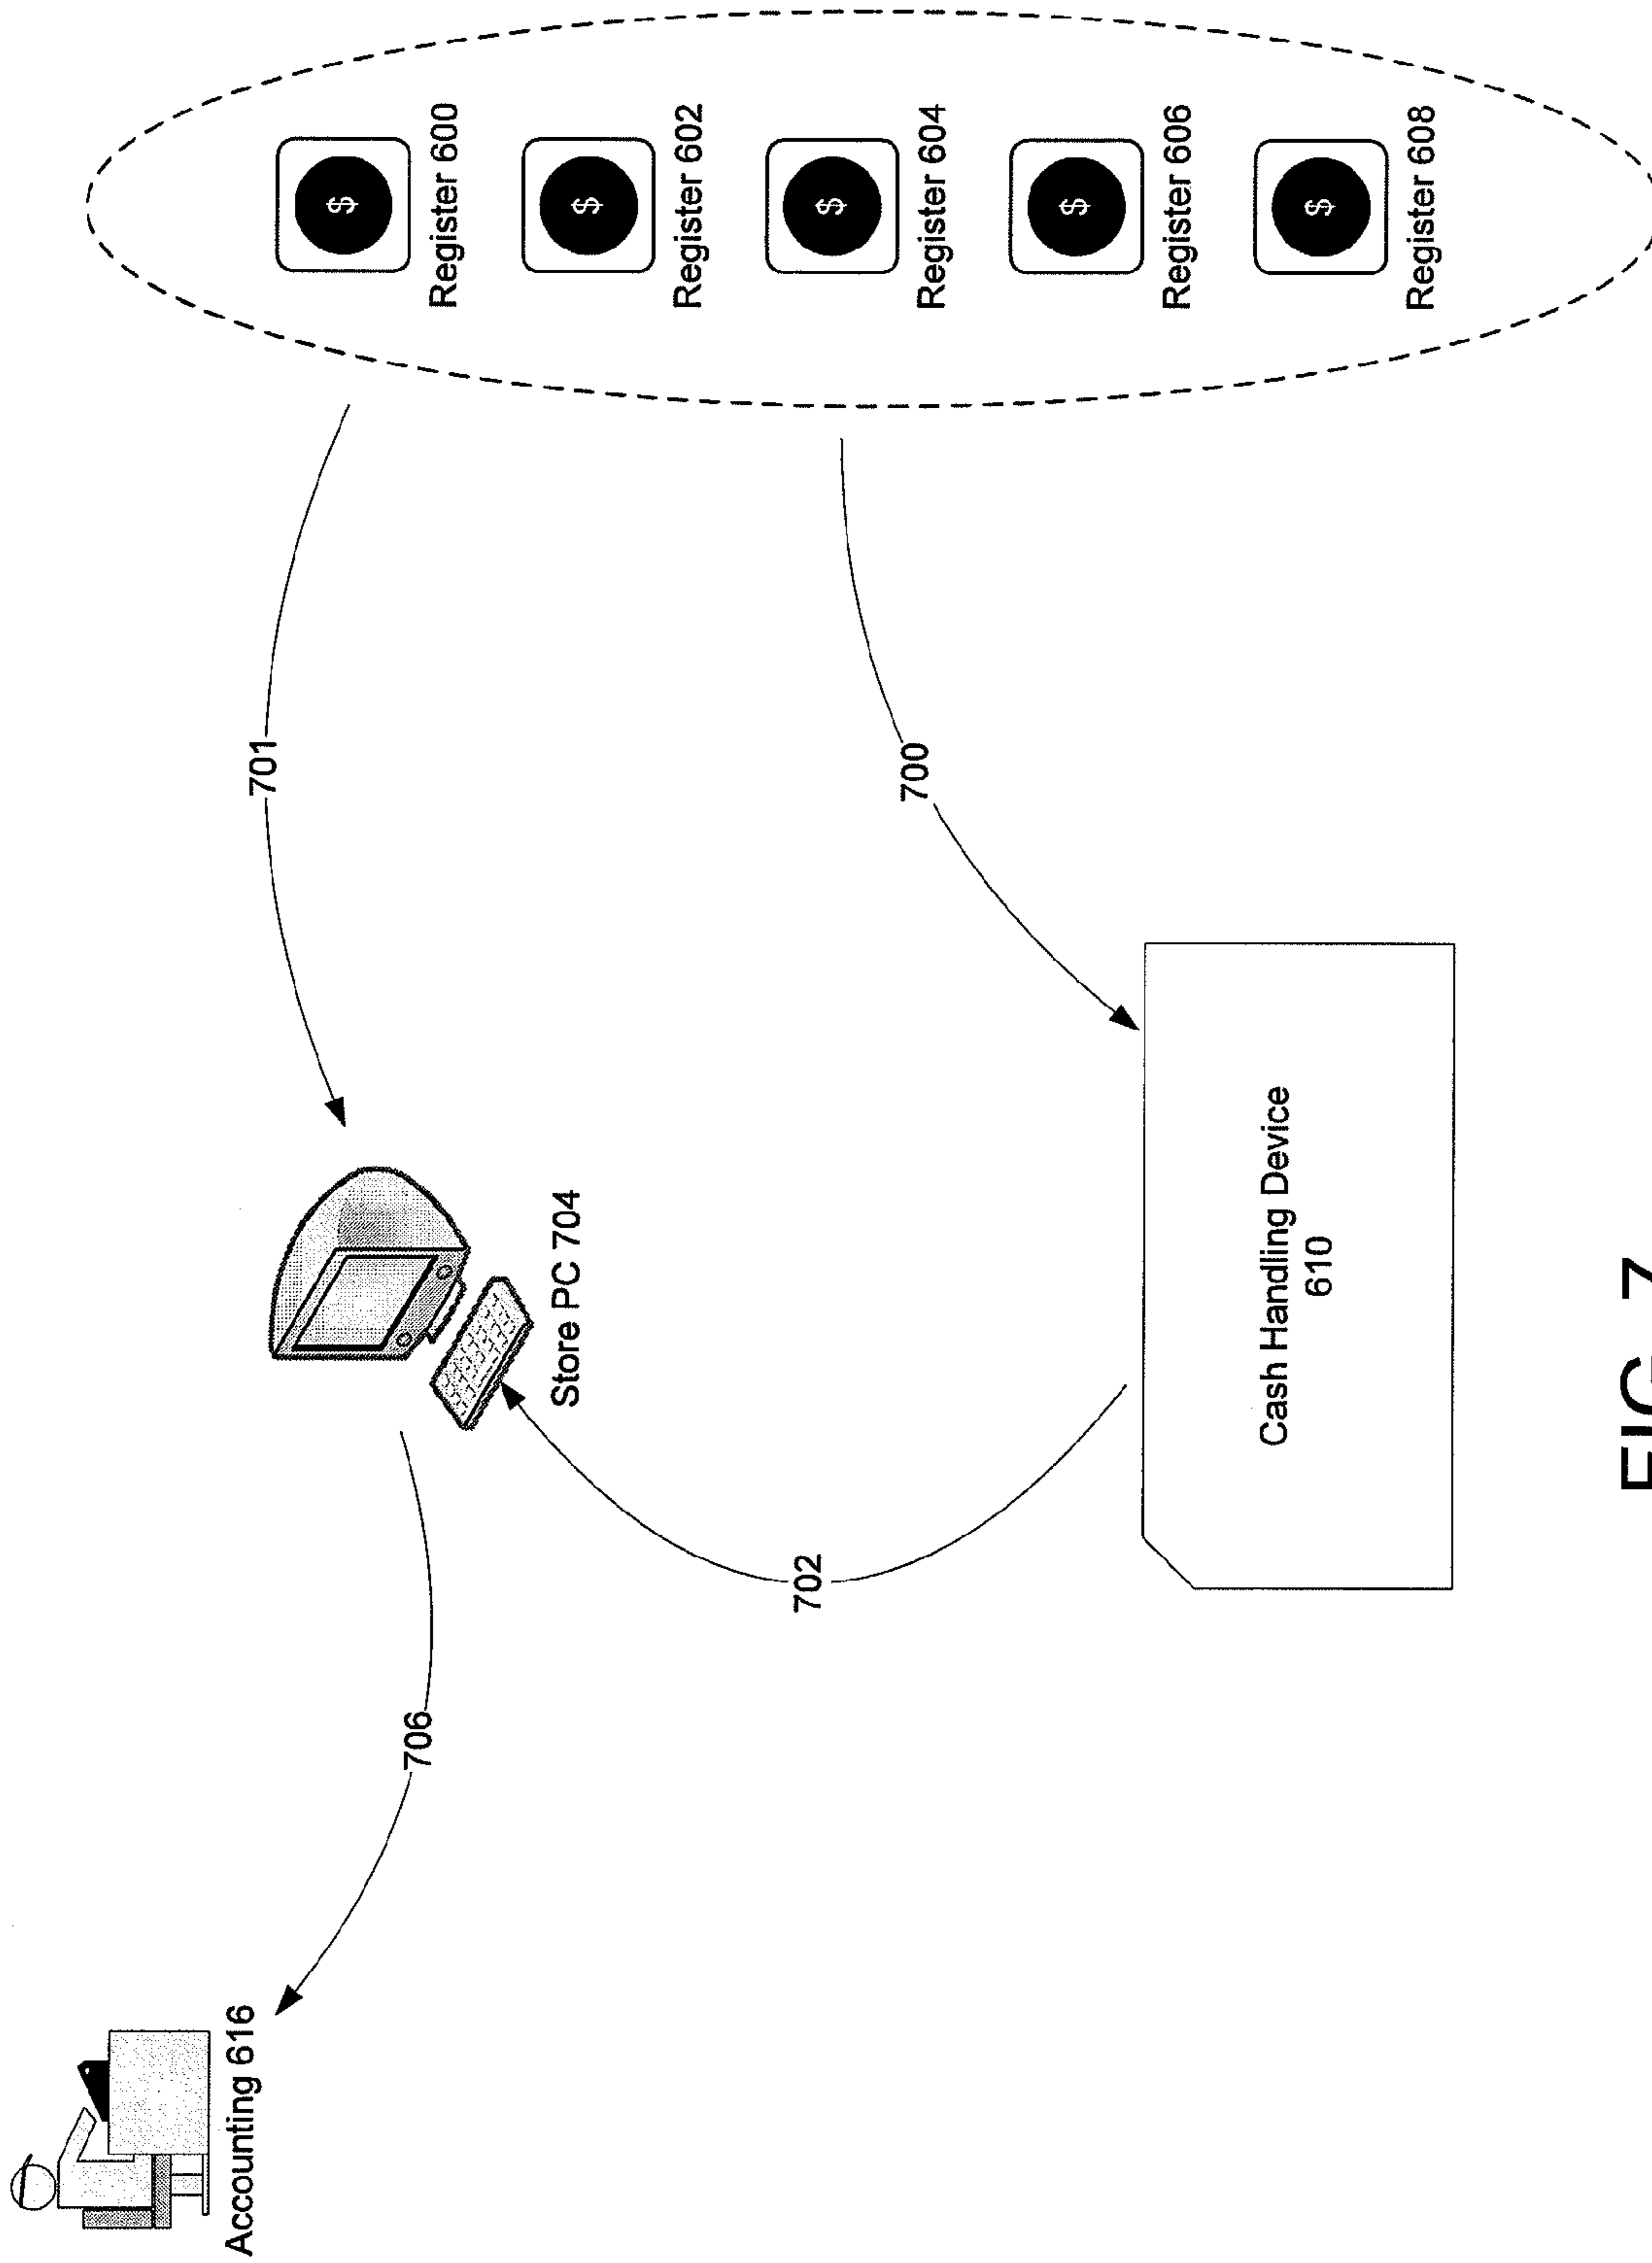 Accounting 616
701
706
$
Register 600
Store PC 704
$
Register 602
702
$
700
Register 604
$
Register 606
Cash Handling Device
610
$
Register 608
FIG. 7